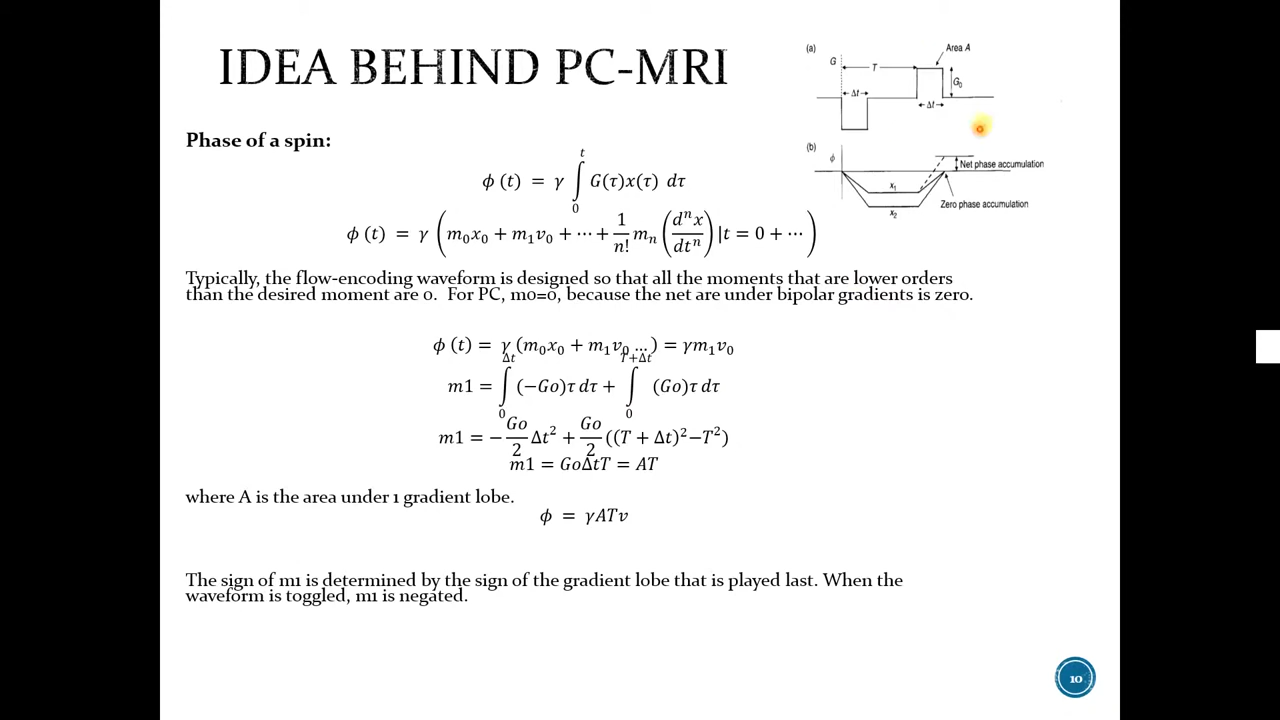 IDEA BEHIND PC-MRI
(a)
G
T
Area A
G₀
Δt
Δt
(b)
ϕ
x₁
x₂
Net phase accumulation
Zero phase accumulation
Phase of a spin:
ϕ (t) = γ ∫₀ᵗ G(τ)x(τ) dτ
ϕ (t) = γ (m₀x₀ + m₁v₀ + ⋯ + 1/n! mₙ (dⁿx/dtⁿ) |t = 0 + ⋯ )
Typically, the flow-encoding waveform is designed so that all the moments that are lower orders
than the desired moment are 0. For PC, m0=0, because the net are under bipolar gradients is zero.
ϕ (t) = γ (m₀x₀ + m₁v₀ …) = γm₁v₀
m1 = ∫₀^Δt (−Go)τ dτ + ∫₀^T+Δt (Go)τ dτ
m1 = − Go/2 Δt² + Go/2 ((T + Δt)²−T²)
m1 = GoΔtT = AT
where A is the area under 1 gradient lobe.
ϕ = γATv
The sign of m1 is determined by the sign of the gradient lobe that is played last. When the
waveform is toggled, m1 is negated.
10